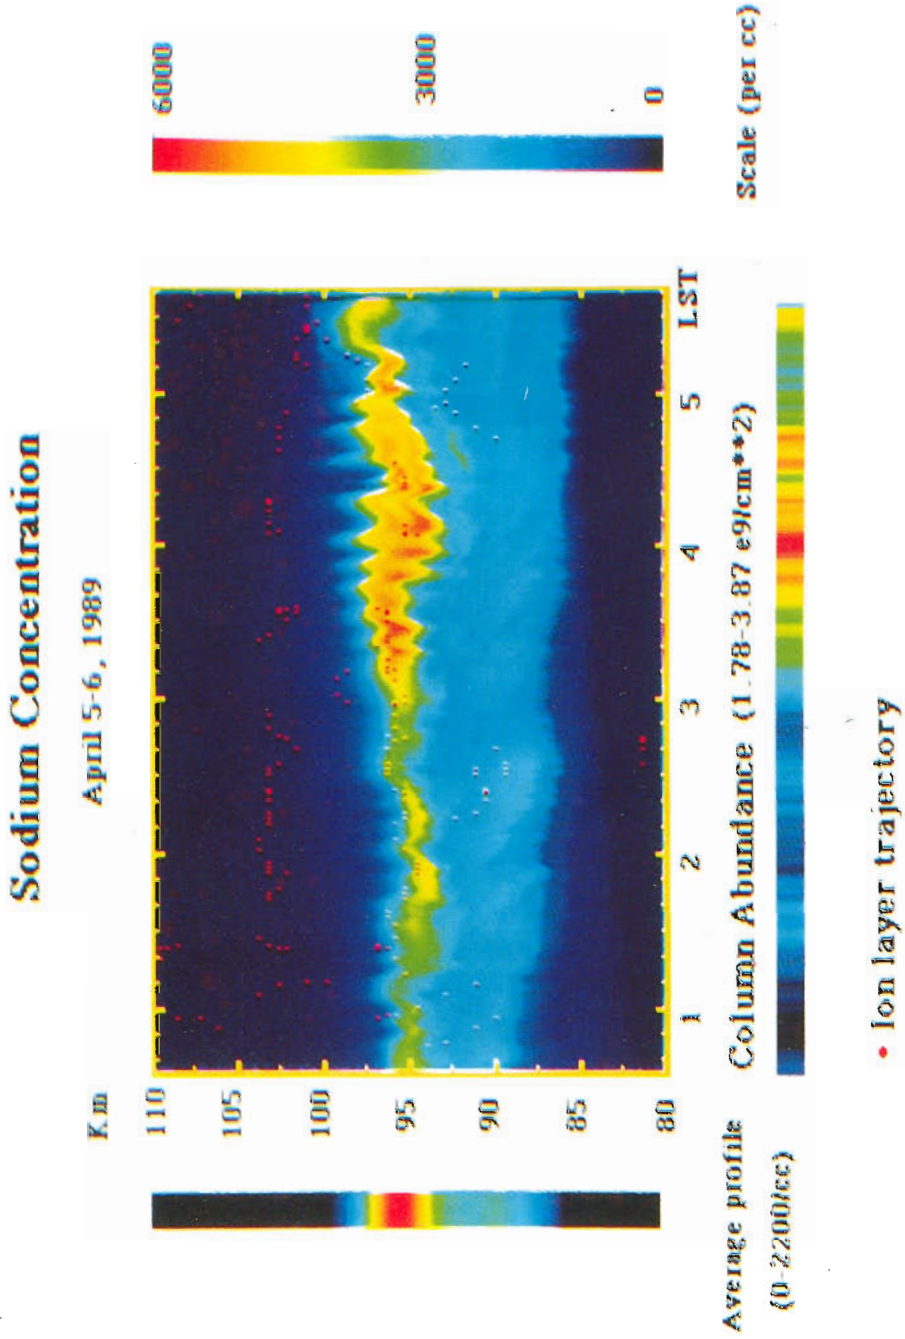 Sodium Concentration
April 5-6, 1989
Km
110
105
100
95
90
85
80
1
2
3
4
5
LST
6000
3000
0
Scale (per cc)
Average profile
(0-2200/cc)
Column Abundance (1.78-3.87 e9/cm**2)
• Ion layer trajectory